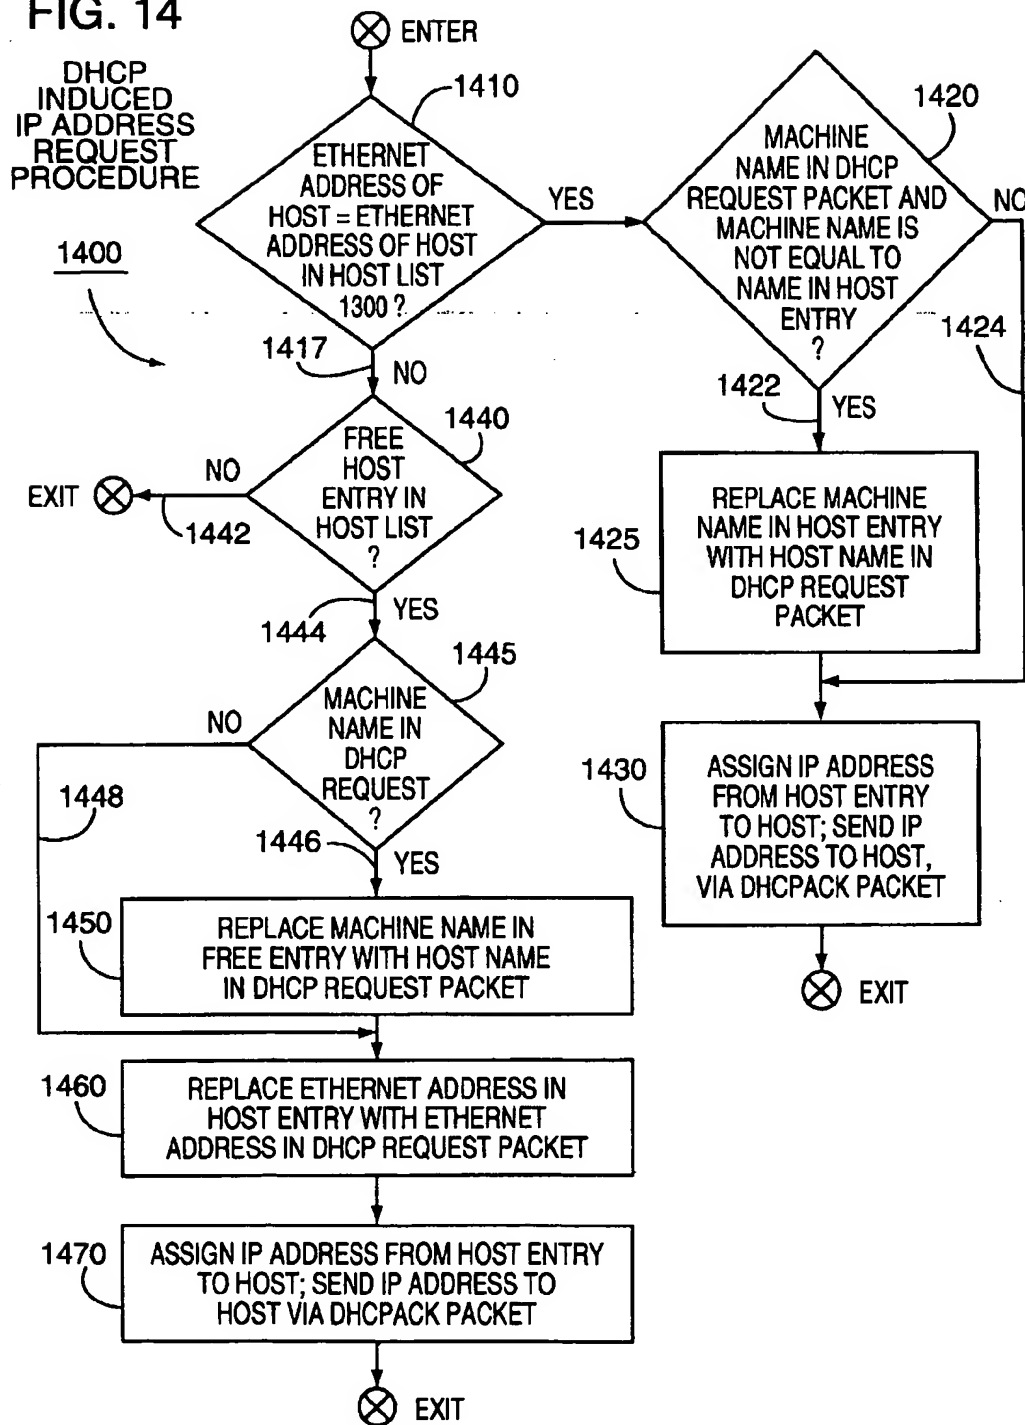 FIG. 14
DHCP
INDUCED
IP ADDRESS
REQUEST
PROCEDURE
1400
ENTER
1410
ETHERNET
ADDRESS OF
HOST = ETHERNET
ADDRESS OF HOST
IN HOST LIST
1300 ?
YES
1420
MACHINE
NAME IN DHCP
REQUEST PACKET AND
MACHINE NAME IS
NOT EQUAL TO
NAME IN HOST
ENTRY
?
NO
1424
1422
YES
1425
REPLACE MACHINE
NAME IN HOST ENTRY
WITH HOST NAME IN
DHCP REQUEST
PACKET
1430
ASSIGN IP ADDRESS
FROM HOST ENTRY
TO HOST; SEND IP
ADDRESS TO HOST,
VIA DHCPACK PACKET
EXIT
1417
NO
1440
FREE
HOST
ENTRY IN
HOST LIST
?
NO
EXIT
1442
1444
YES
1445
MACHINE
NAME IN
DHCP
REQUEST
?
NO
1448
1446
YES
1450
REPLACE MACHINE NAME IN
FREE ENTRY WITH HOST NAME
IN DHCP REQUEST PACKET
1460
REPLACE ETHERNET ADDRESS IN
HOST ENTRY WITH ETHERNET
ADDRESS IN DHCP REQUEST PACKET
1470
ASSIGN IP ADDRESS FROM HOST ENTRY
TO HOST; SEND IP ADDRESS TO
HOST VIA DHCPACK PACKET
EXIT